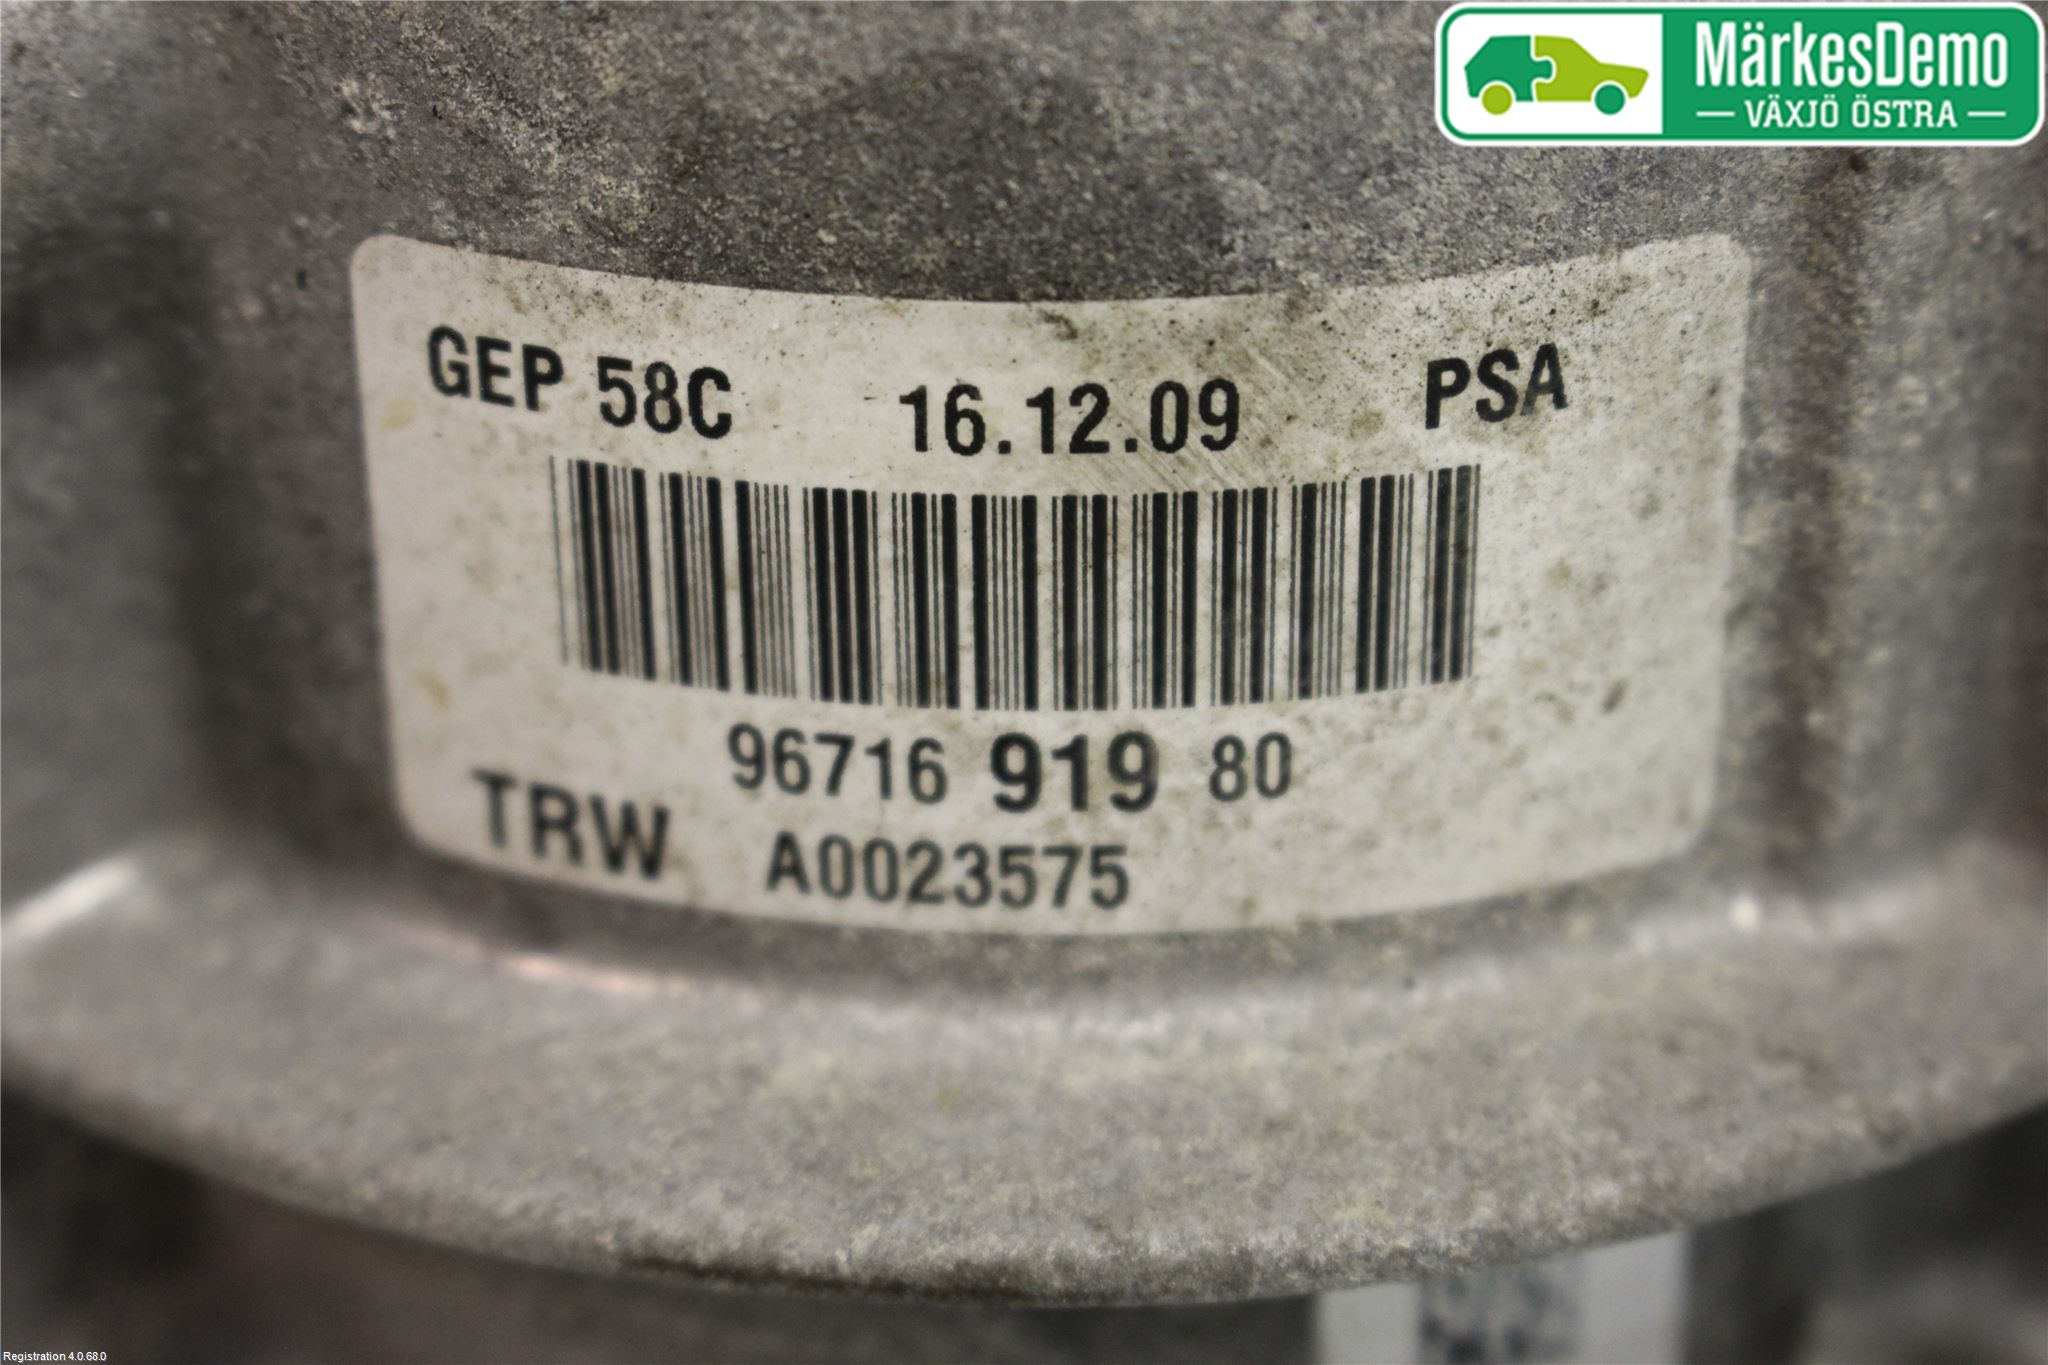 MärkesDemo
VÄXJÖ ÖSTRA
GEP 58C 16.12.09 PSA
96716 919 80
TRW A0023575
Registration 4.0.68.0